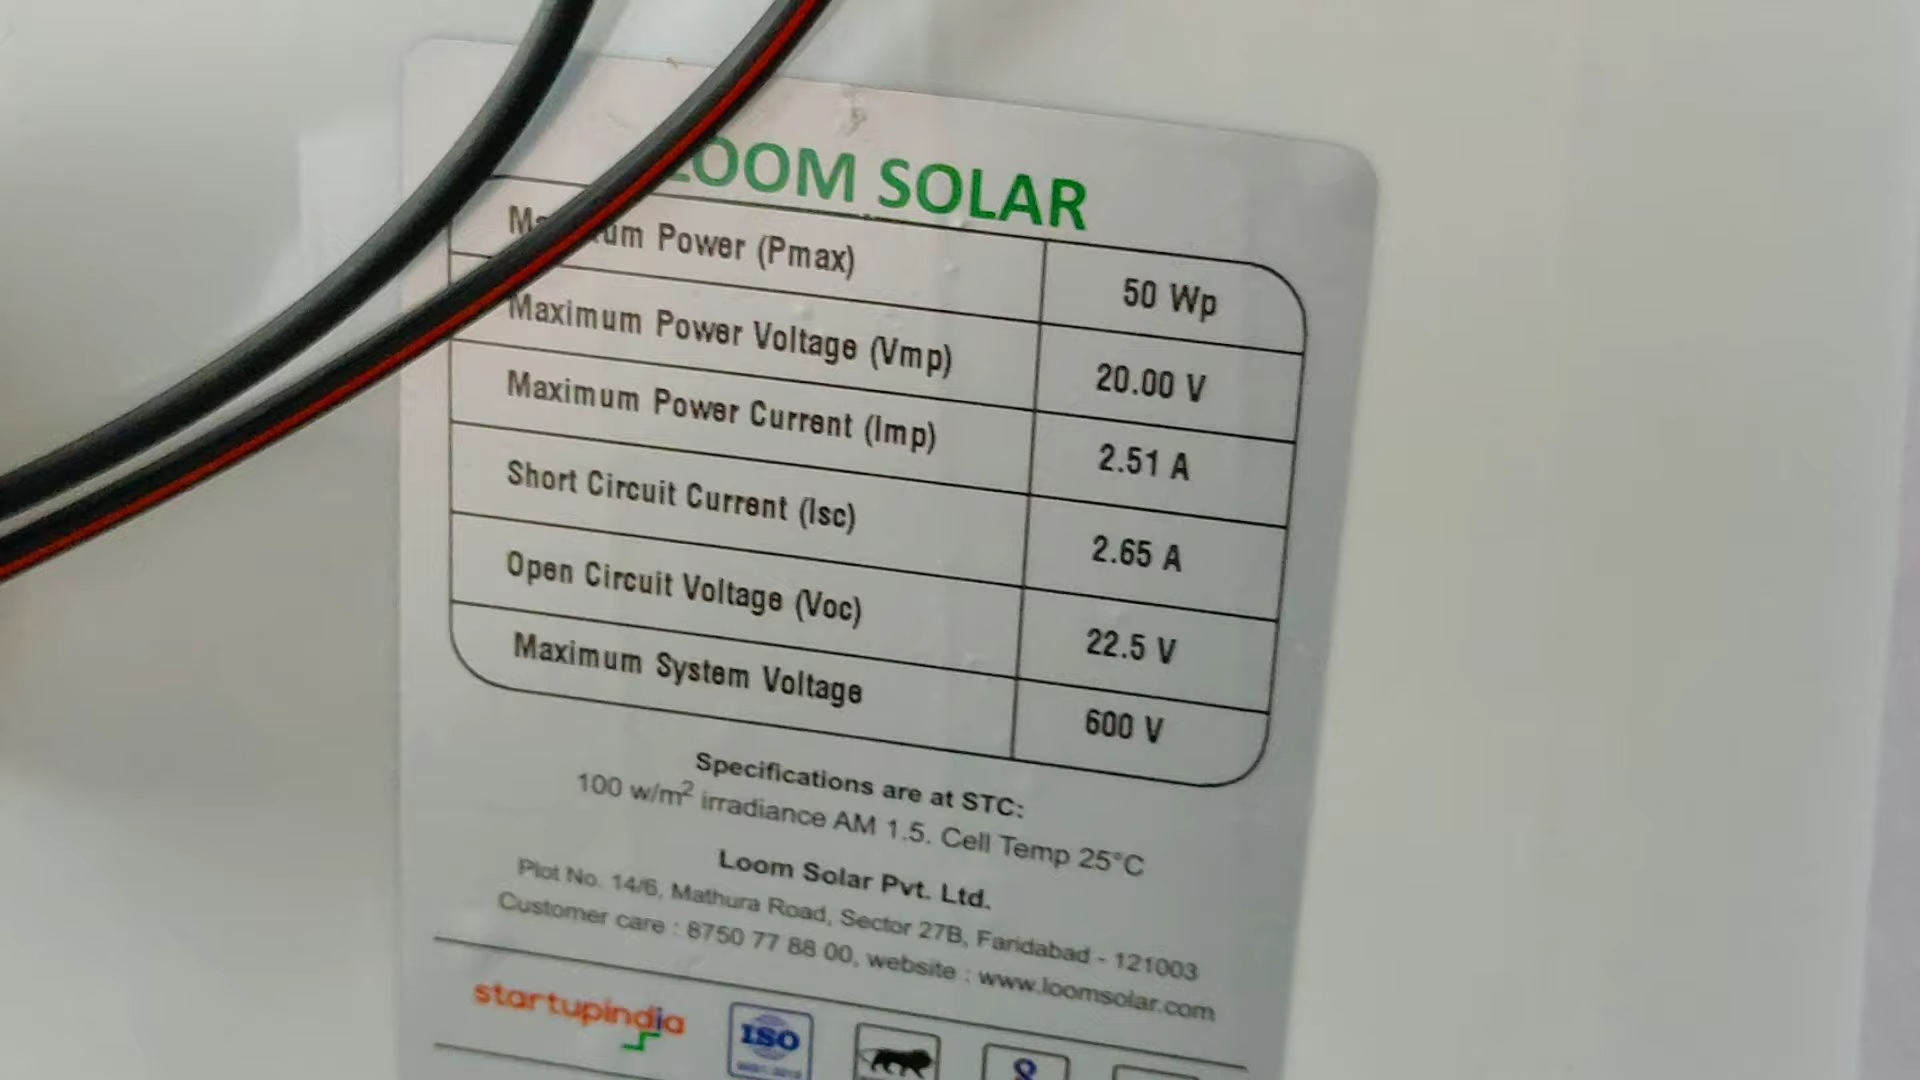 LOOM SOLAR
Maximum Power (Pmax) 50 Wp
Maximum Power Voltage (Vmp) 20.00 V
Maximum Power Current (Imp) 2.51 A
Short Circuit Current (Isc) 2.65 A
Open Circuit Voltage (Voc) 22.5 V
Maximum System Voltage 600 V
Specifications are at STC:
100 w/m² irradiance AM 1.5. Cell Temp 25°C
Loom Solar Pvt. Ltd.
Plot No. 14/6, Mathura Road, Sector 27B, Faridabad - 121003
Customer care : 8750 77 88 00, website : www.loomsolar.com
startupindia
ISO